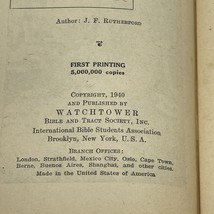 Author: J. F. RUTHERFORD
FIRST PRINTING
5,000,000 copies
COPYRIGHT, 1940
AND PUBLISHED BY
WATCHTOWER
BIBLE AND TRACT SOCIETY, INC.
International Bible Students Association
Brooklyn, New York, U. S. A.
BRANCH OFFICES:
London, Strathfield, Mexico City, Oslo, Cape Town,
Berne, Buenos Aires, Shanghai, and other cities
Made in the United States of America